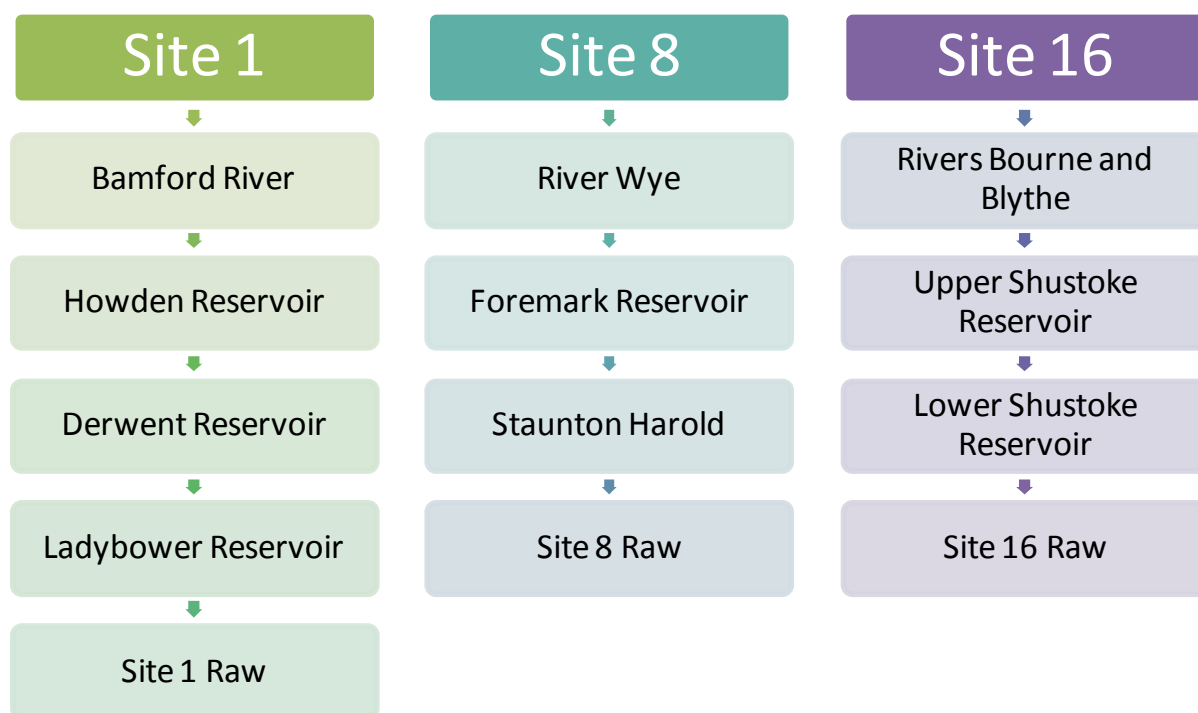 Site 1
Bamford River
Howden Reservoir
Derwent Reservoir
Ladybower Reservoir
Site 1 Raw
Site 8
River Wye
Foremark Reservoir
Staunton Harold
Site 8 Raw
Site 16
Rivers Bourne and
Blythe
Upper Shustoke
Reservoir
Lower Shustoke
Reservoir
Site 16 Raw